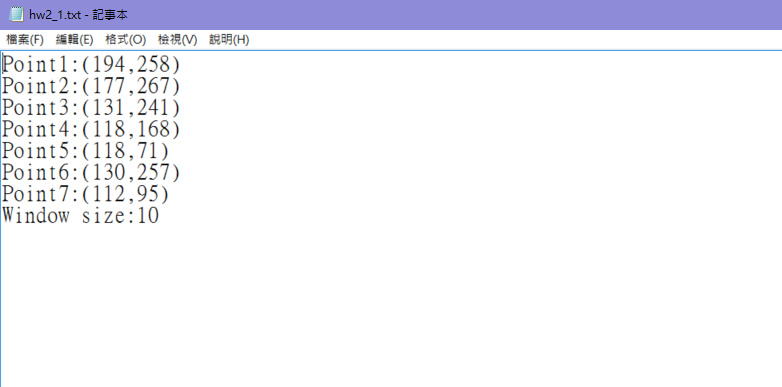 hw2_1.txt - 記事本
檔案(F) 編輯(E) 格式(O) 檢視(V) 說明(H)
Point1:(194,258)
Point2:(177,267)
Point3:(131,241)
Point4:(118,168)
Point5:(118,71)
Point6:(130,257)
Point7:(112,95)
Window size:10